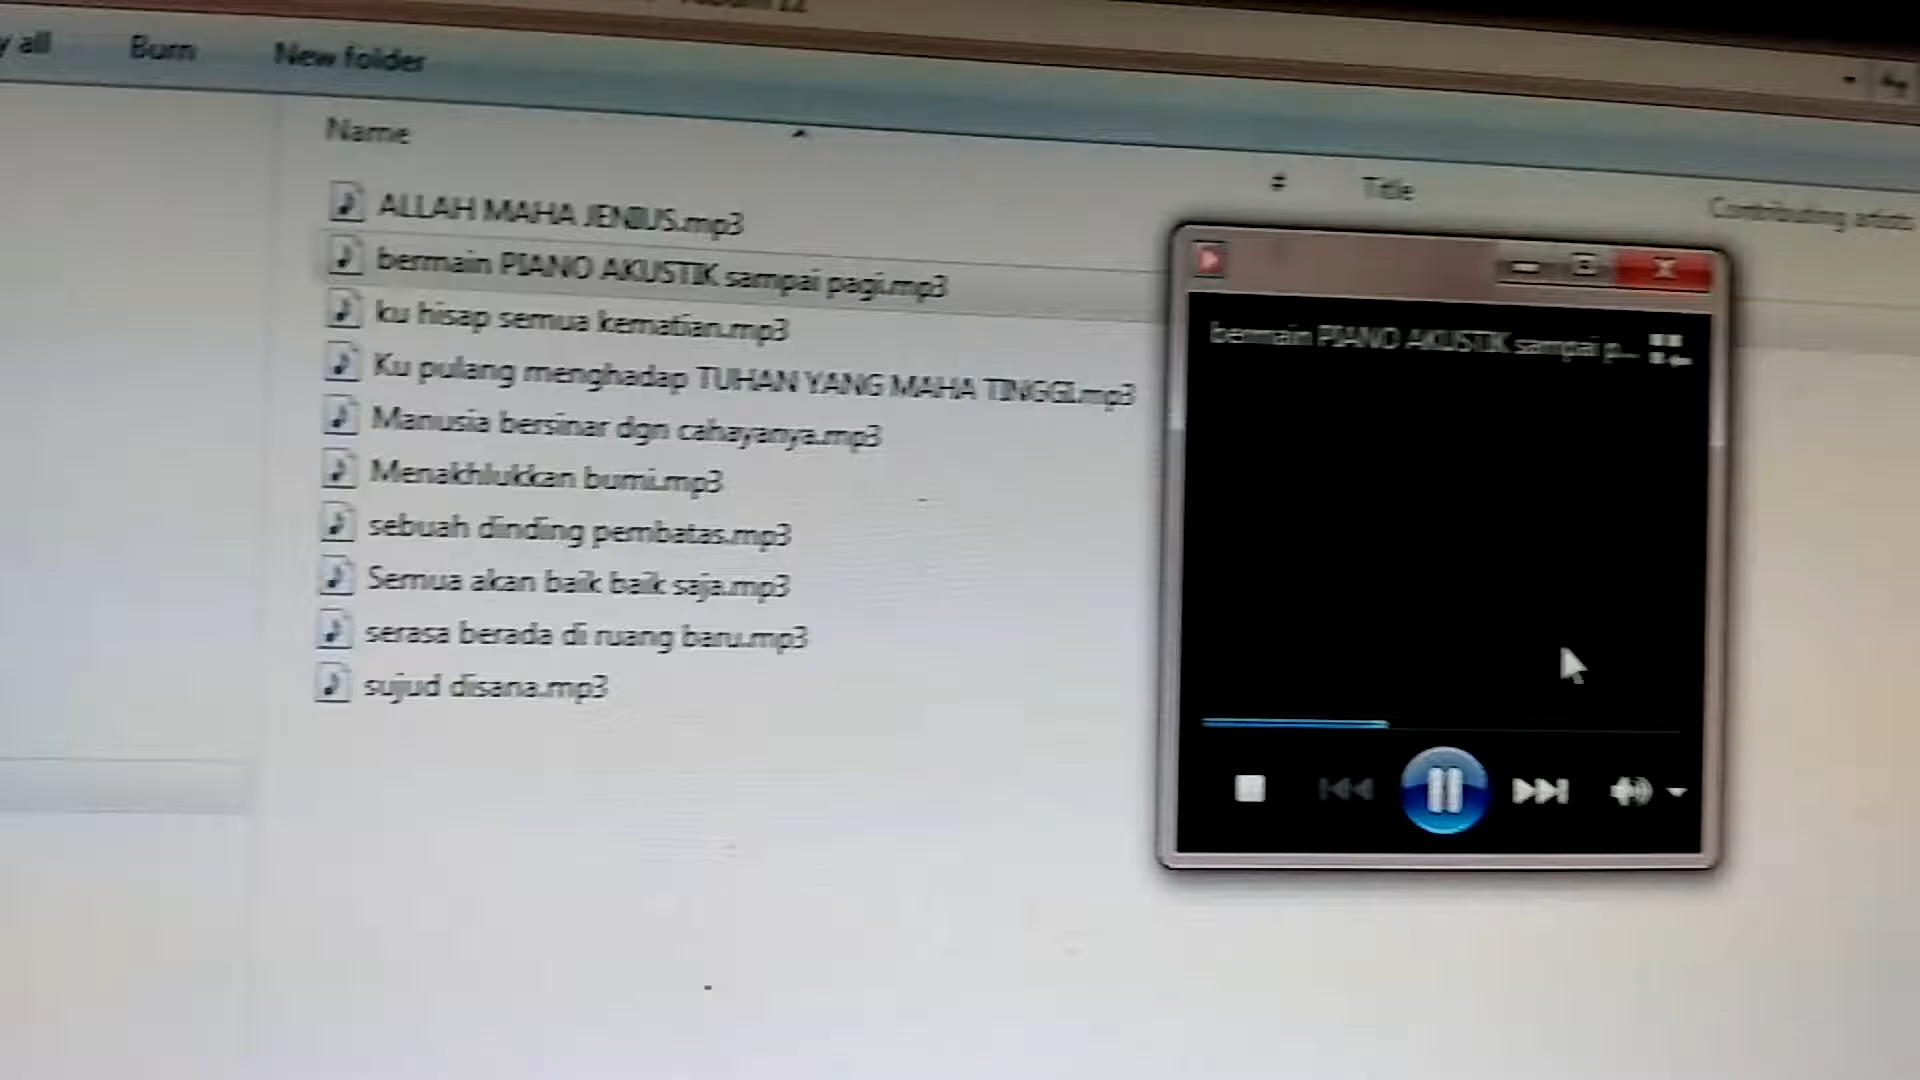 y all Burn New folder
Name # Title Contributing artists
ALLAH MAHA JENIUS.mp3
bermain PIANO AKUSTIK sampai pagi.mp3
ku hisap semua kematian.mp3
Ku pulang menghadap TUHAN YANG MAHA TINGGI.mp3
Manusia bersinar dgn cahayanya.mp3
Menakhlukkan bumi.mp3
sebuah dinding pembatas.mp3
Semua akan baik baik saja.mp3
serasa berada di ruang baru.mp3
sujud disana.mp3
bermain PIANO AKUSTIK sampai p...